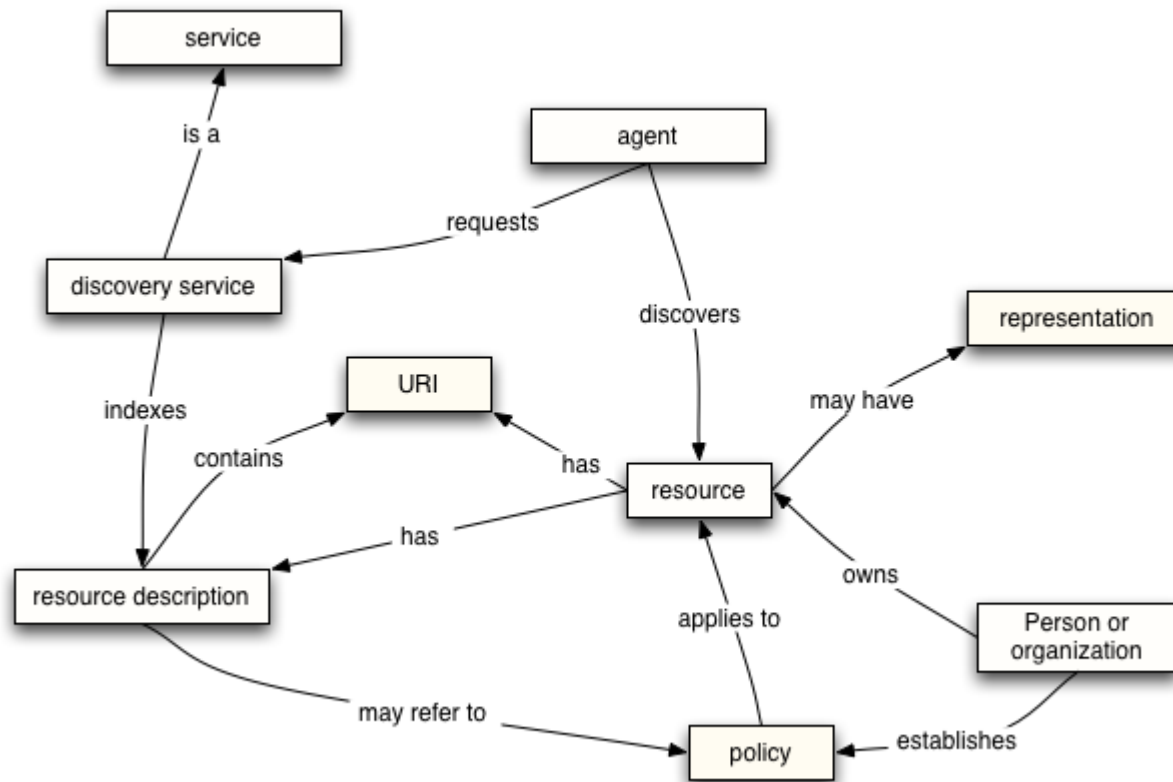 service
is a
agent
requests
discovery service
discovers
representation
URI
may have
indexes
contains
has
resource
has
owns
resource description
applies to
Person or
organization
may refer to
policy
establishes